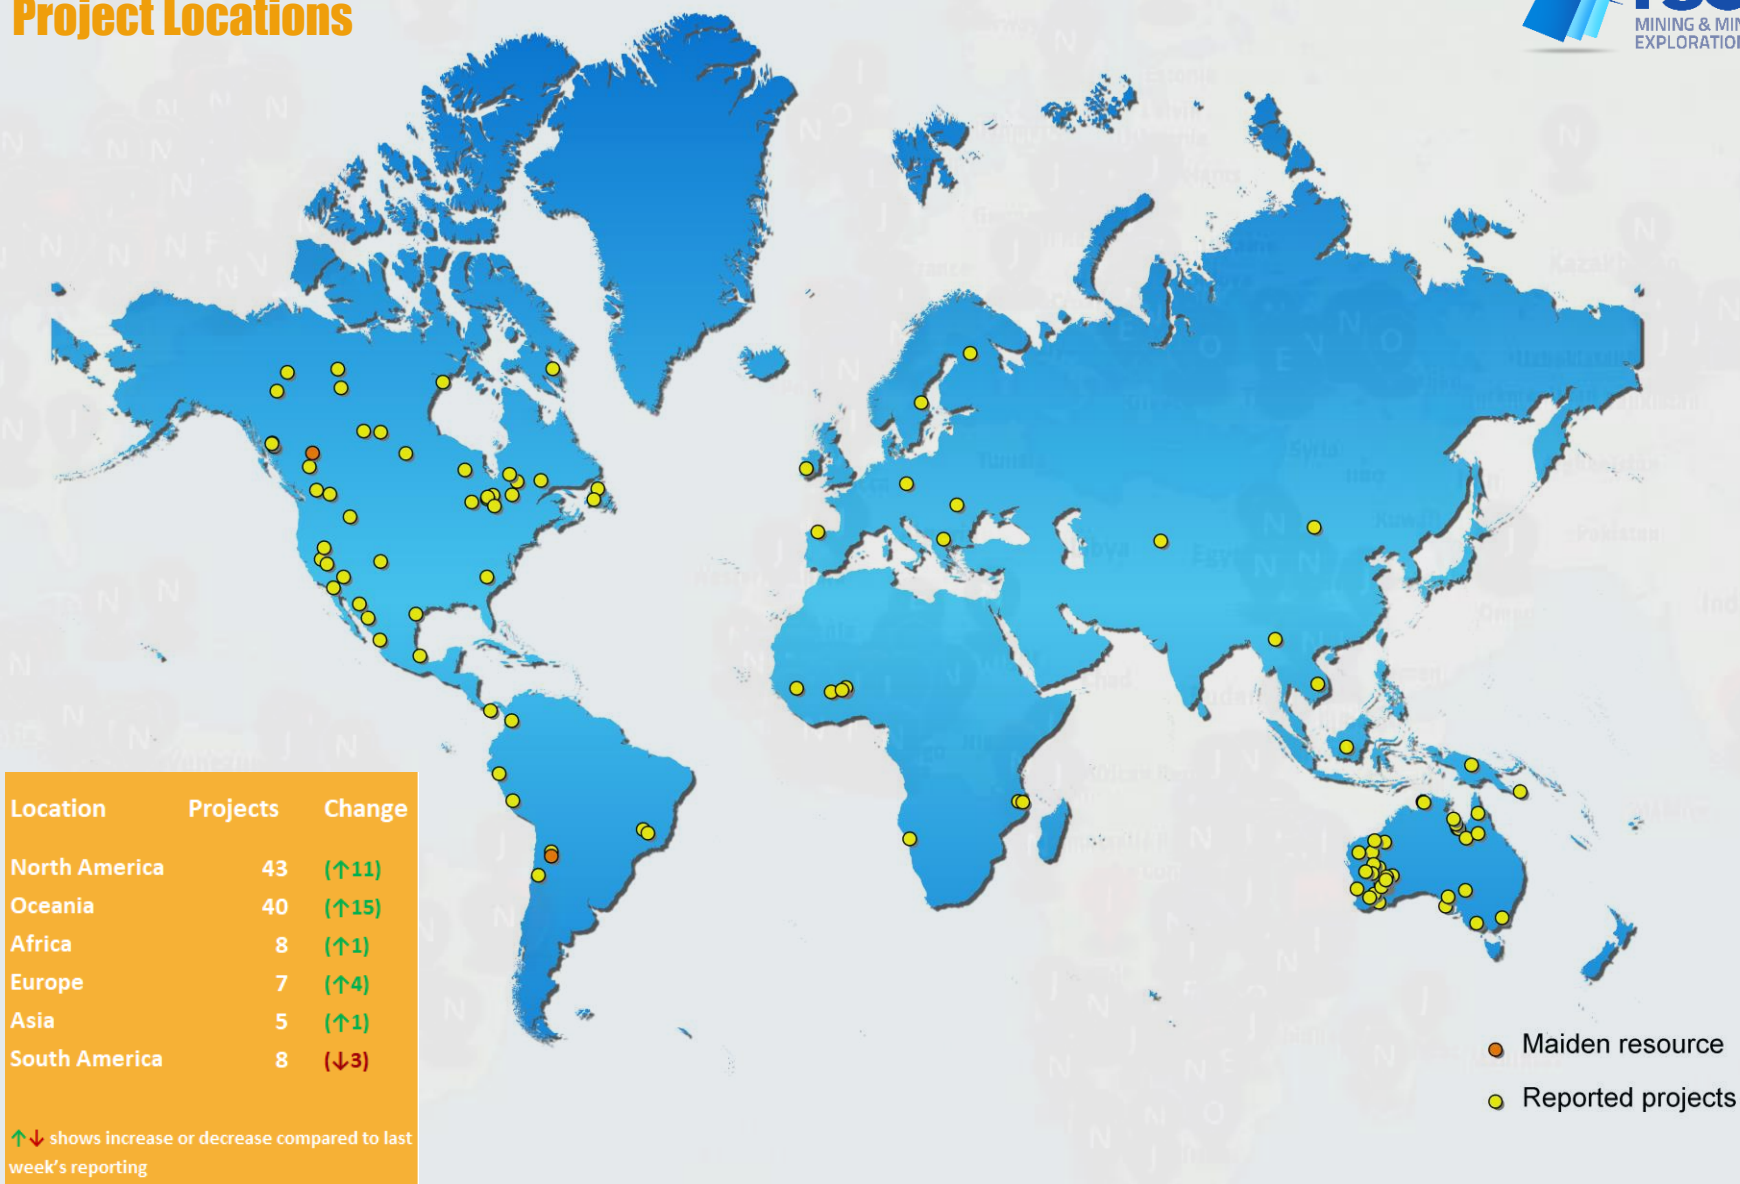 Project Locations
MINING & MIN
EXPLORATION
Location Projects Change
North America 43 (↑11)
Oceania 40 (↑15)
Africa 8 (↑1)
Europe 7 (↑4)
Asia 5 (↑1)
South America 8 (↓3)
↑↓ shows increase or decrease compared to last
week's reporting
Maiden resource
Reported projects